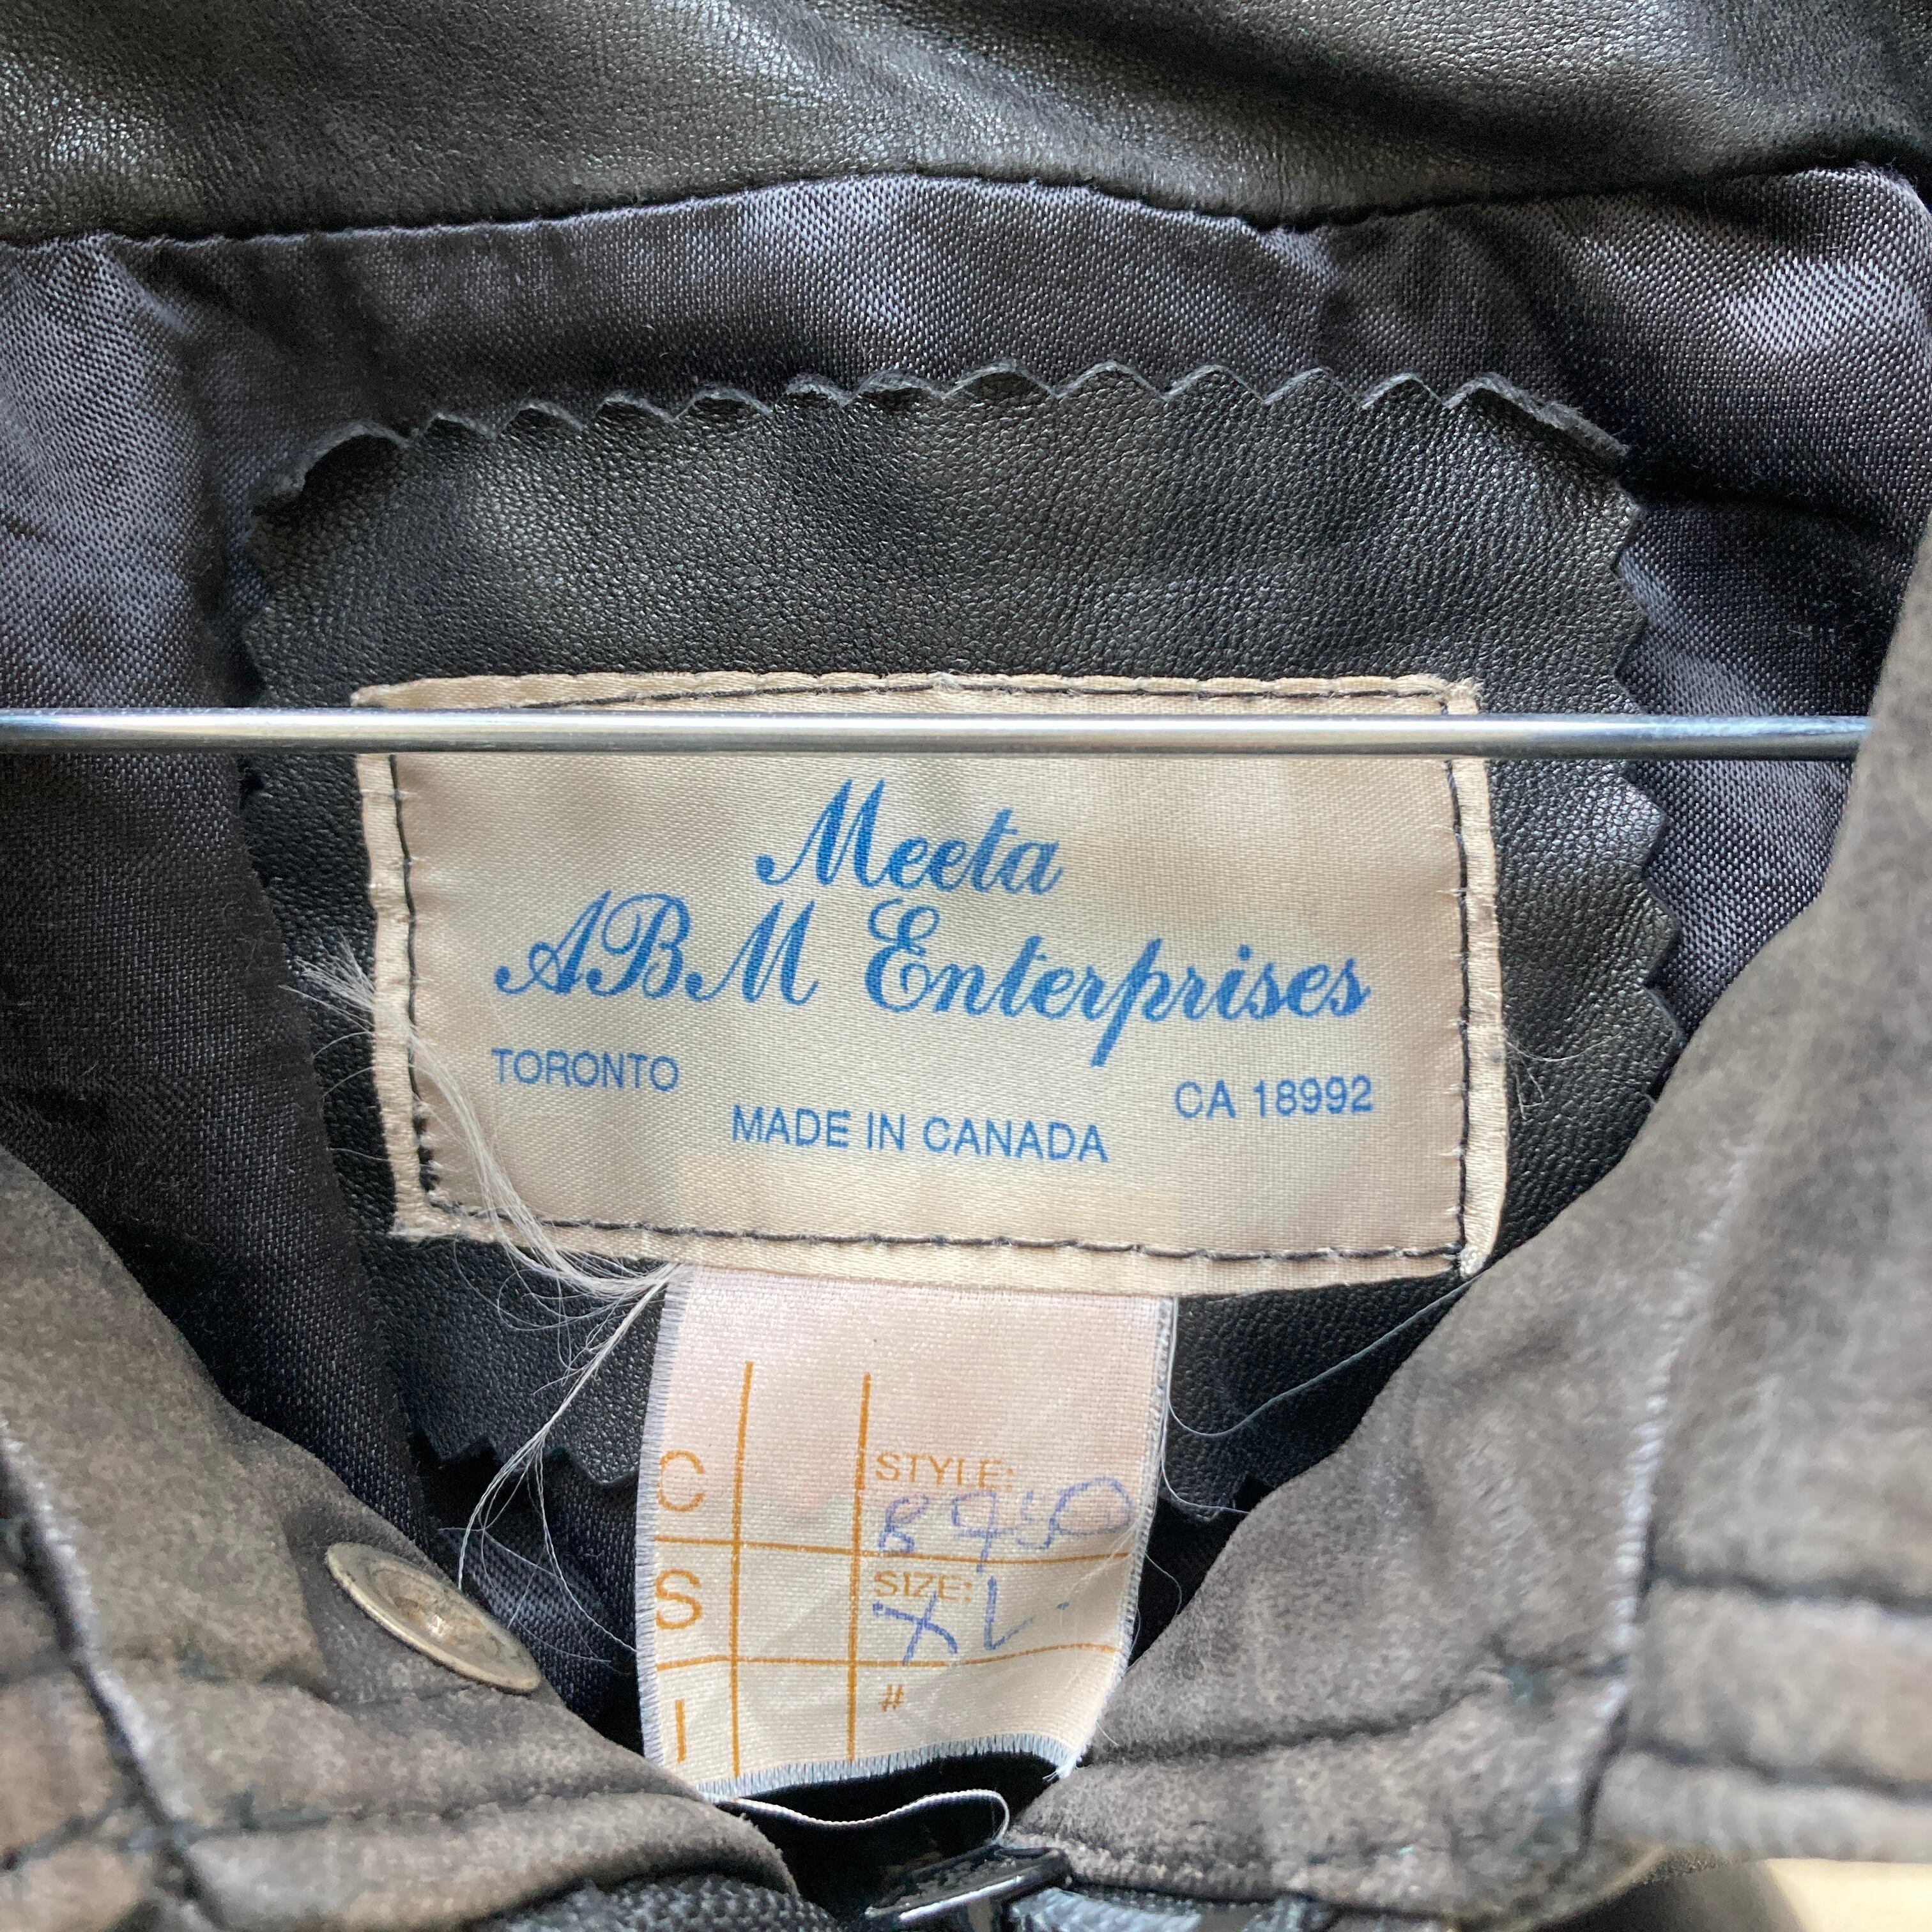 Meeta
ABM Enterprises
TORONTO
CA 18992
MADE IN CANADA
C
STYLE:
S
SIZE:
XL
I
#